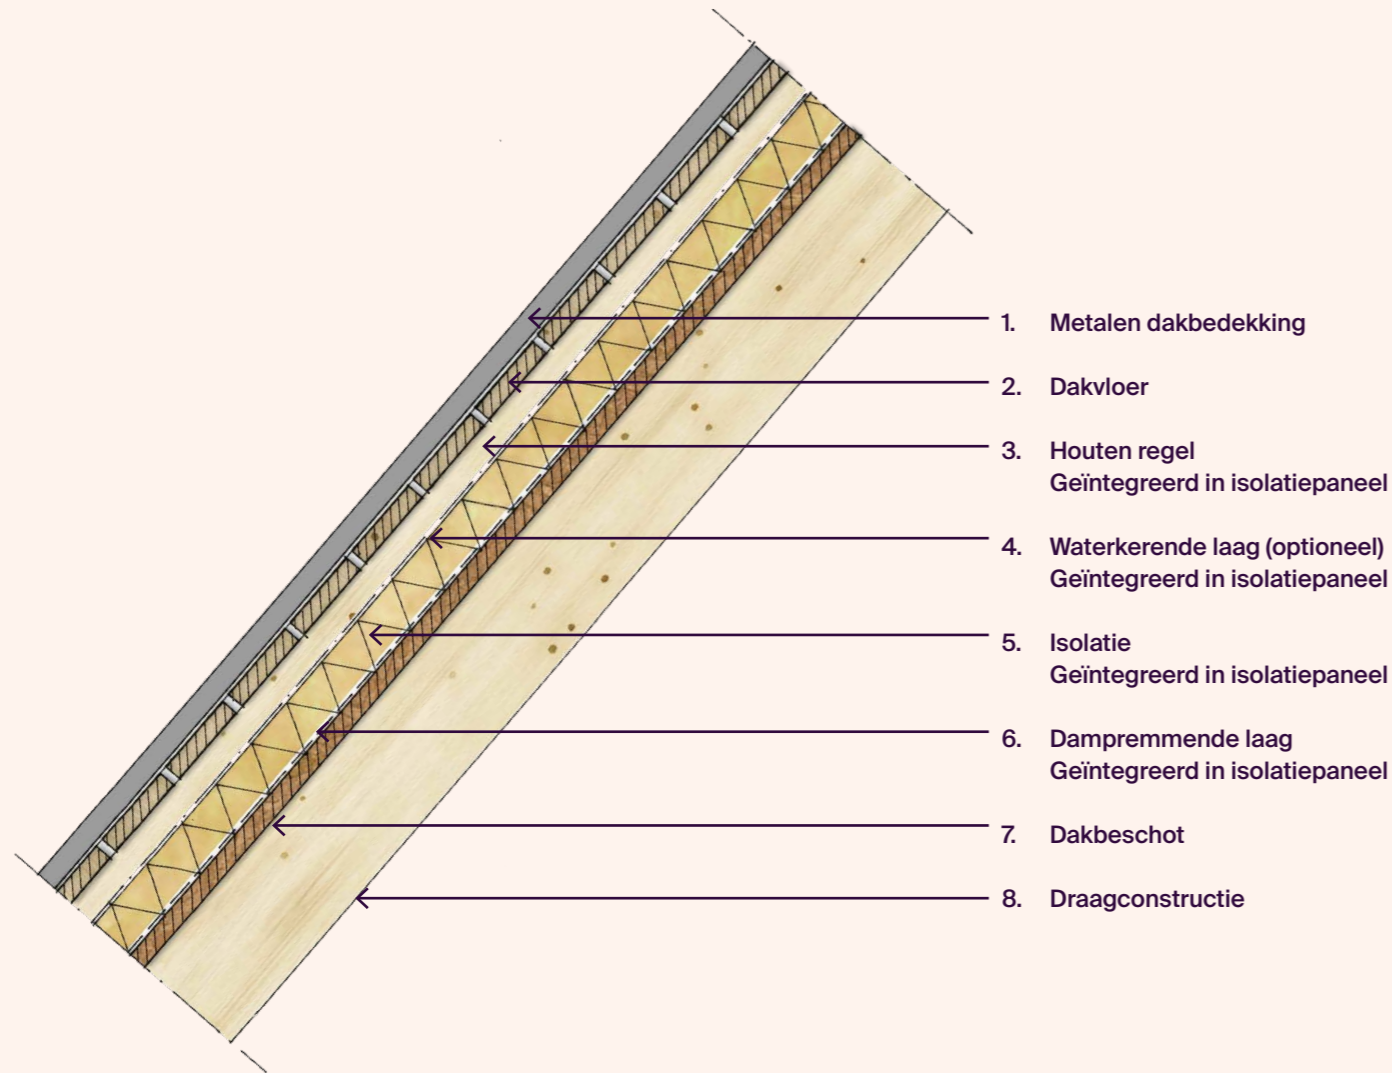 1. Metalen dakbedekking
2. Dakvloer
3. Houten regel
Geïntegreerd in isolatiepaneel
4. Waterkerende laag (optioneel)
Geïntegreerd in isolatiepaneel
5. Isolatie
Geïntegreerd in isolatiepaneel
6. Dampremmende laag
Geïntegreerd in isolatiepaneel
7. Dakbeschot
8. Draagconstructie